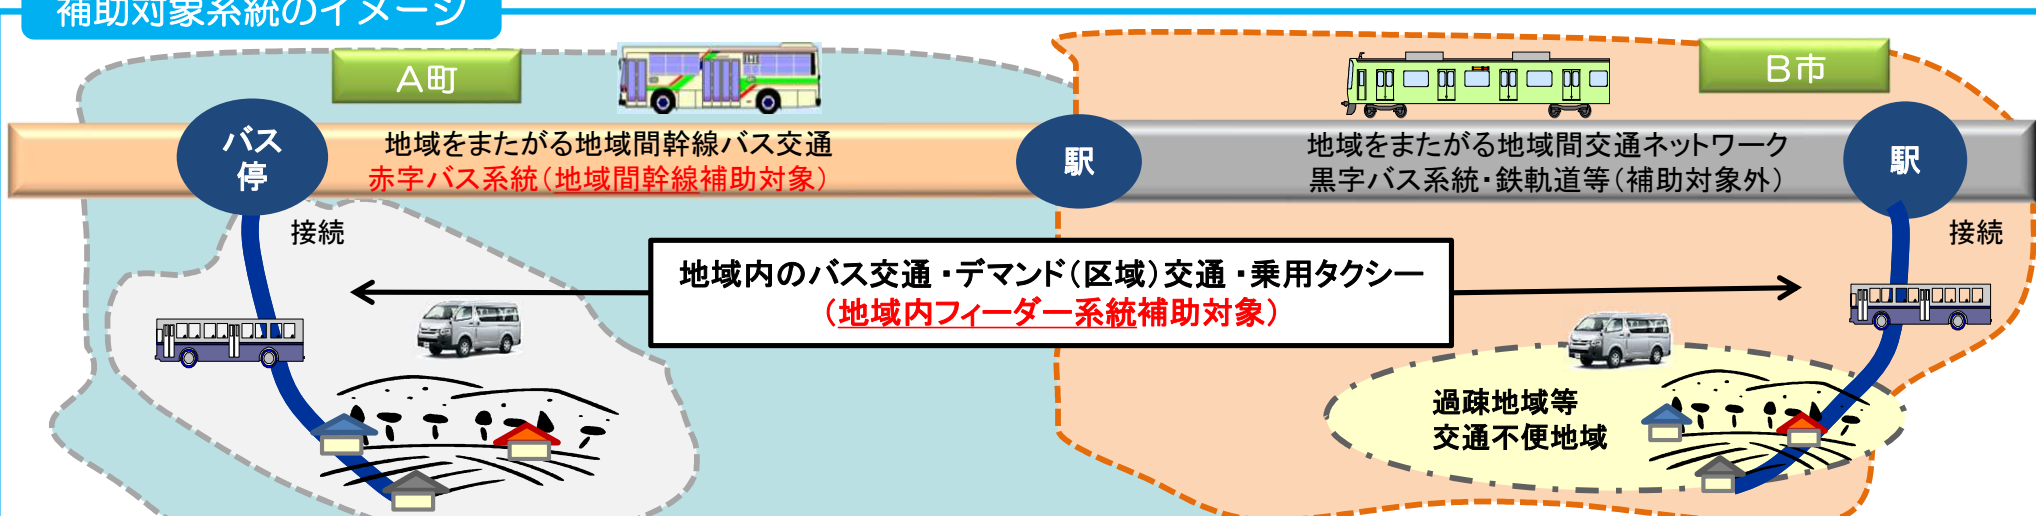 補助対象系統のイメージ
A町
B市
バス
停
地域をまたがる地域間幹線バス交通
赤字バス系統（地域間幹線補助対象）
駅
地域をまたがる地域間交通ネットワーク
黒字バス系統・鉄軌道等（補助対象外）
駅
接続
接続
地域内のバス交通・デマンド（区域）交通・乗用タクシー
（地域内フィーダー系統補助対象）
過疎地域等
交通不便地域